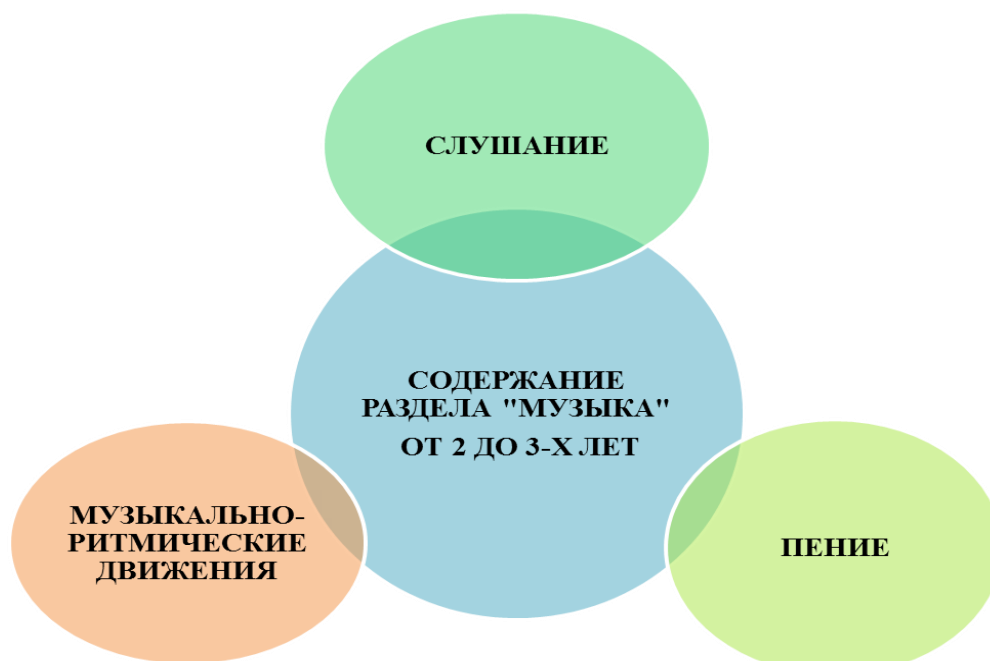 СЛУШАНИЕ
СОДЕРЖАНИЕ
РАЗДЕЛА "МУЗЫКА"
ОТ 2 ДО 3-Х ЛЕТ
МУЗЫКАЛЬНО-
РИТМИЧЕСКИЕ
ДВИЖЕНИЯ
ПЕНИЕ